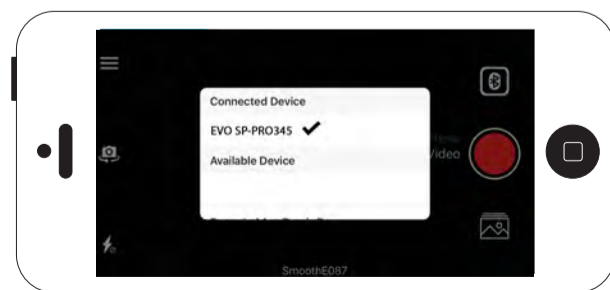 Connected Device
EVO SP-PRO345
Available Device
Video
SmoothE087